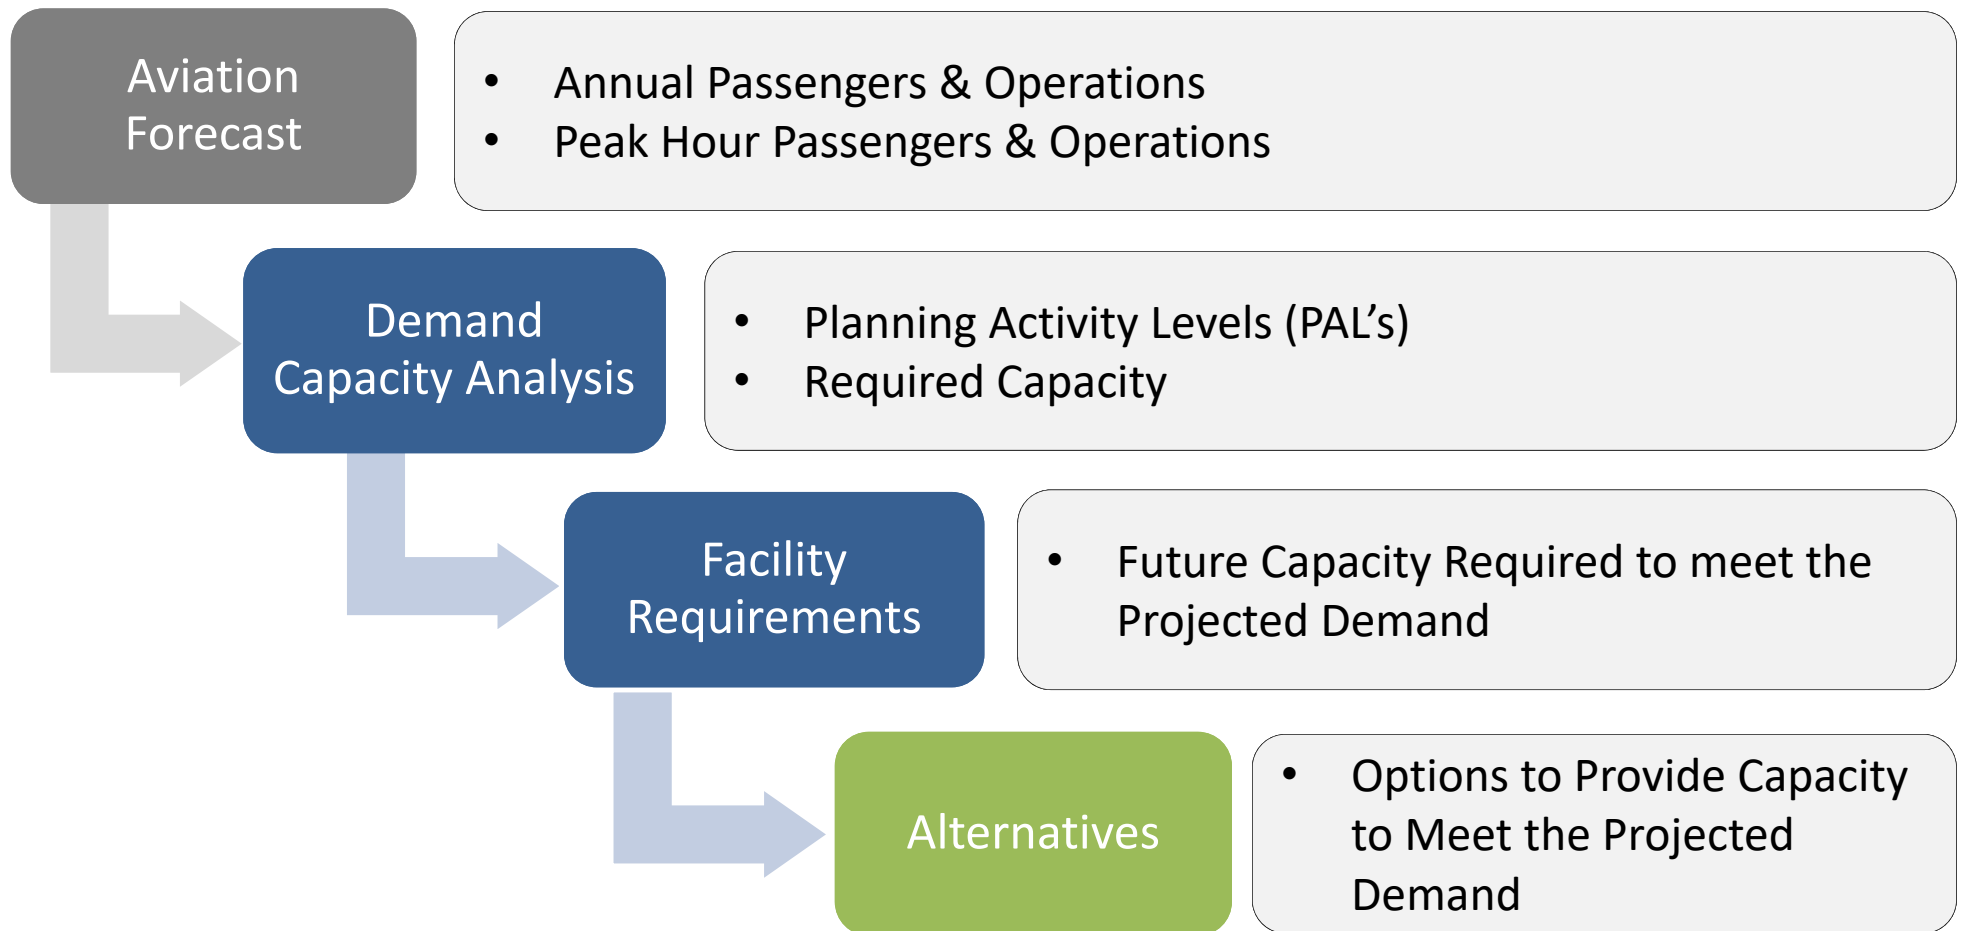 Aviation
Forecast
• Annual Passengers & Operations
• Peak Hour Passengers & Operations
Demand
Capacity Analysis
• Planning Activity Levels (PAL’s)
• Required Capacity
Facility
Requirements
• Future Capacity Required to meet the
Projected Demand
Alternatives
• Options to Provide Capacity
to Meet the Projected
Demand